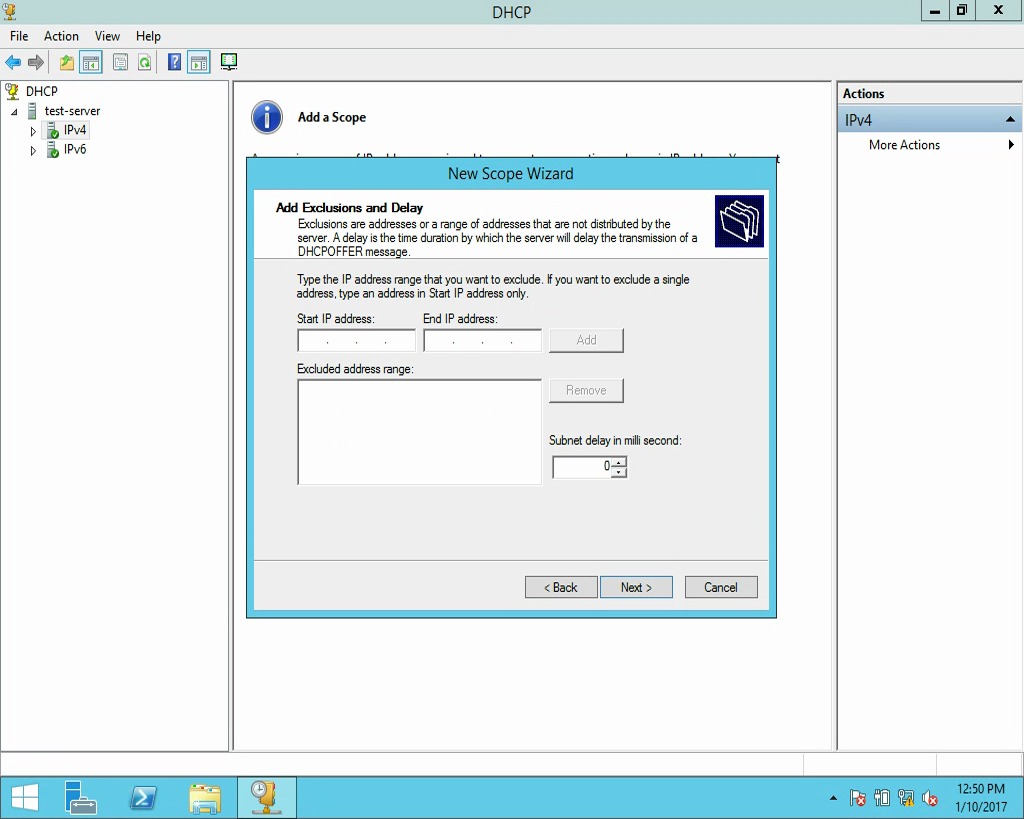 DHCP
File Action View Help
DHCP
test-server
IPv4
IPv6
Add a Scope
New Scope Wizard
Add Exclusions and Delay
Exclusions are addresses or a range of addresses that are not distributed by the
server. A delay is the time duration by which the server will delay the transmission of a
DHCPOFFER message.
Type the IP address range that you want to exclude. If you want to exclude a single
address, type an address in Start IP address only.
Start IP address: End IP address:
. . . . . . Add
Excluded address range:
Remove
Subnet delay in milli second:
0
< Back Next > Cancel
Actions
IPv4
More Actions
12:50 PM
1/10/2017